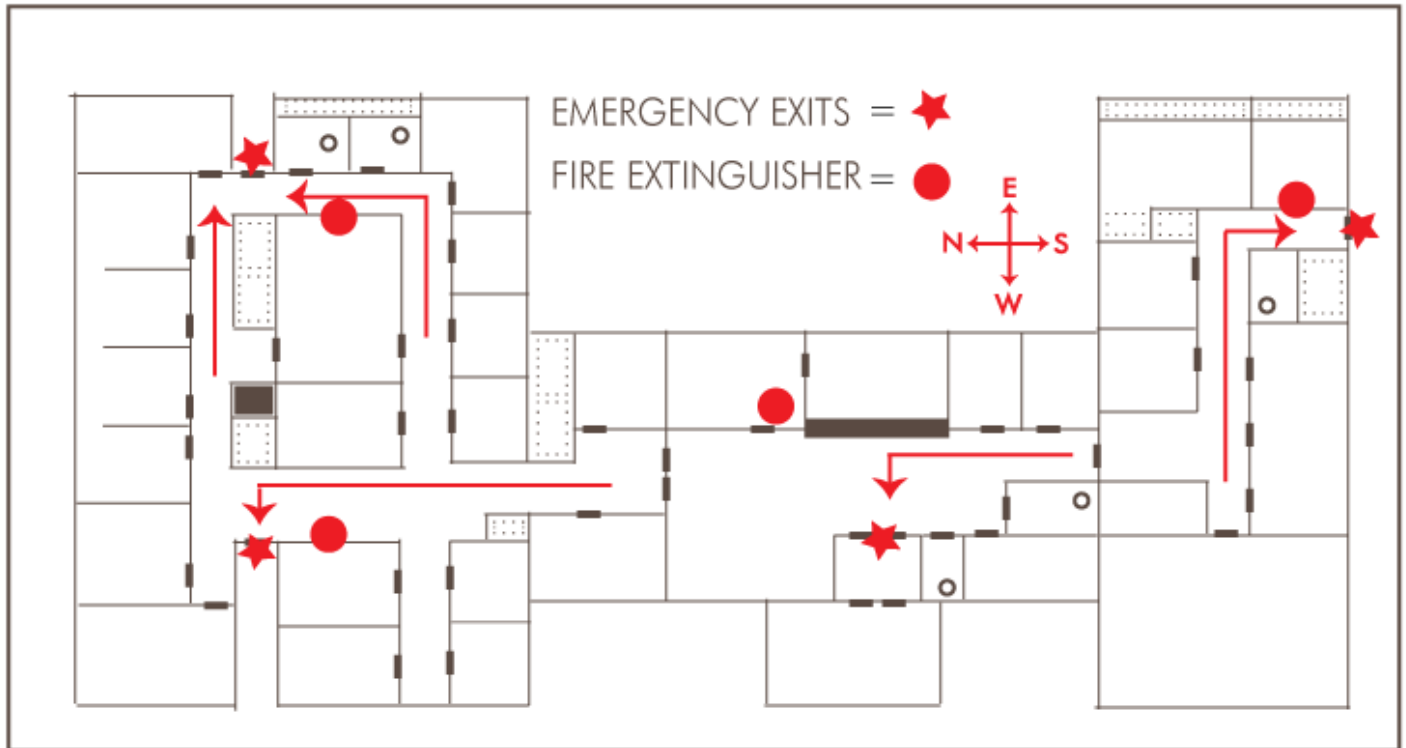 EMERGENCY EXITS =
FIRE EXTINGUISHER =
E
N S
W